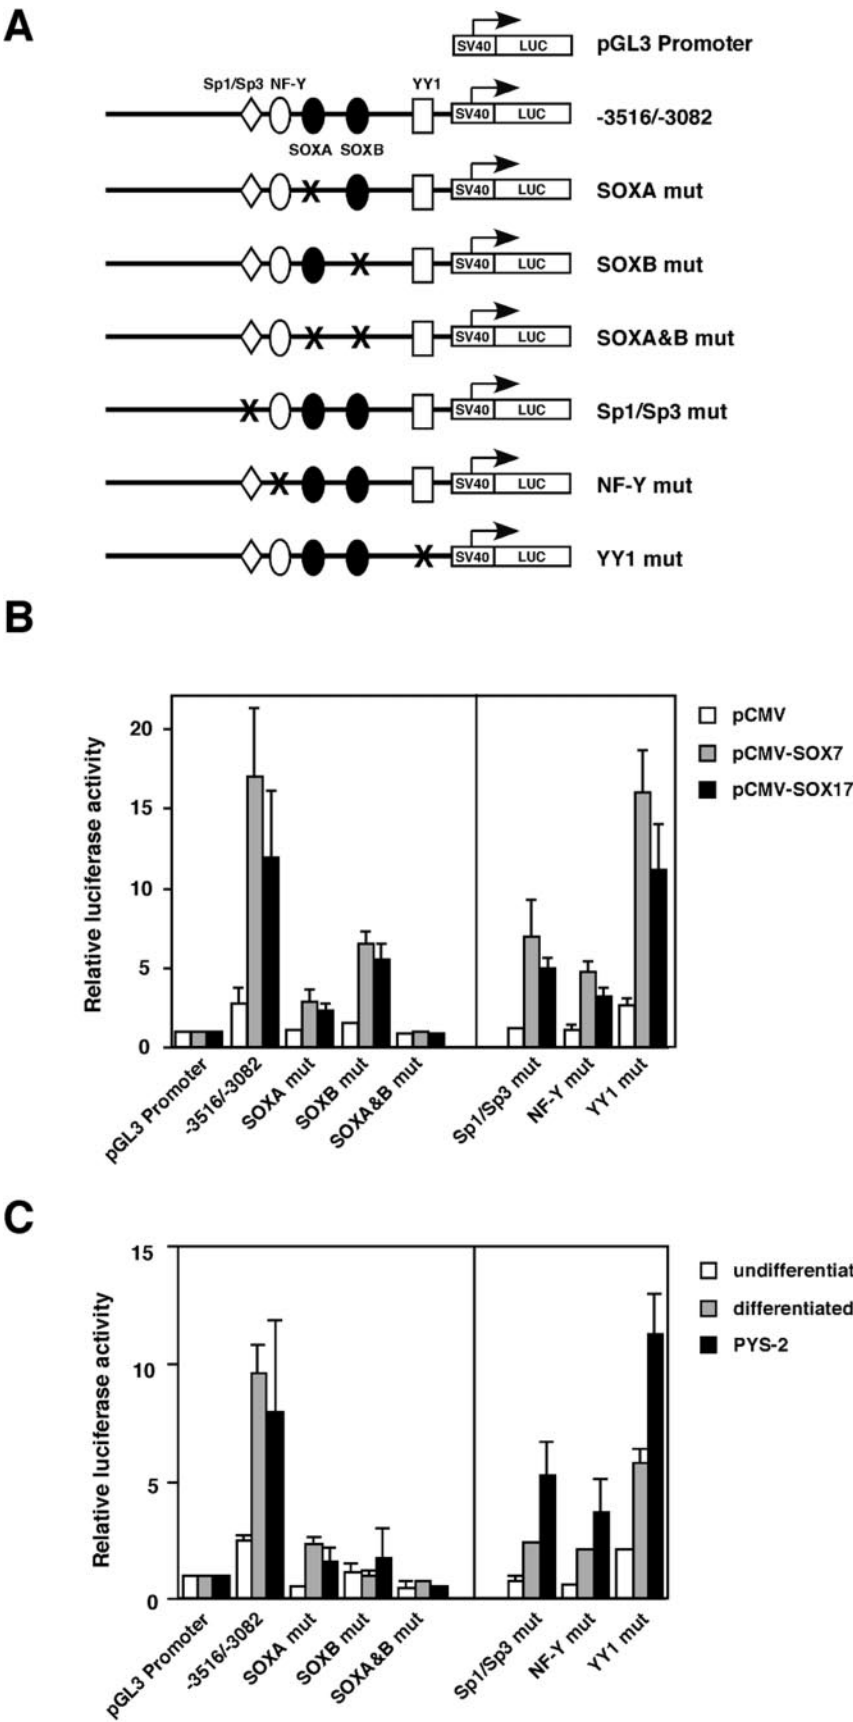 A
SV40 LUC pGL3 Promoter
Sp1/Sp3 NF-Y YY1
SV40 LUC -3516/-3082
SOXA SOXB
X SV40 LUC SOXA mut
X SV40 LUC SOXB mut
X X SV40 LUC SOXA&B mut
X SV40 LUC Sp1/Sp3 mut
X SV40 LUC NF-Y mut
X SV40 LUC YY1 mut
B
Relative luciferase activity
20
15
10
5
0
pCMV
pCMV-SOX7
pCMV-SOX17
pGL3 Promoter
-3516/-3082
SOXA mut
SOXB mut
SOXA&B mut
Sp1/Sp3 mut
NF-Y mut
YY1 mut
C
Relative luciferase activity
15
10
5
0
undifferentiat
differentiated
PYS-2
pGL3 Promoter
-3516/-3082
SOXA mut
SOXB mut
SOXA&B mut
Sp1/Sp3 mut
NF-Y mut
YY1 mut